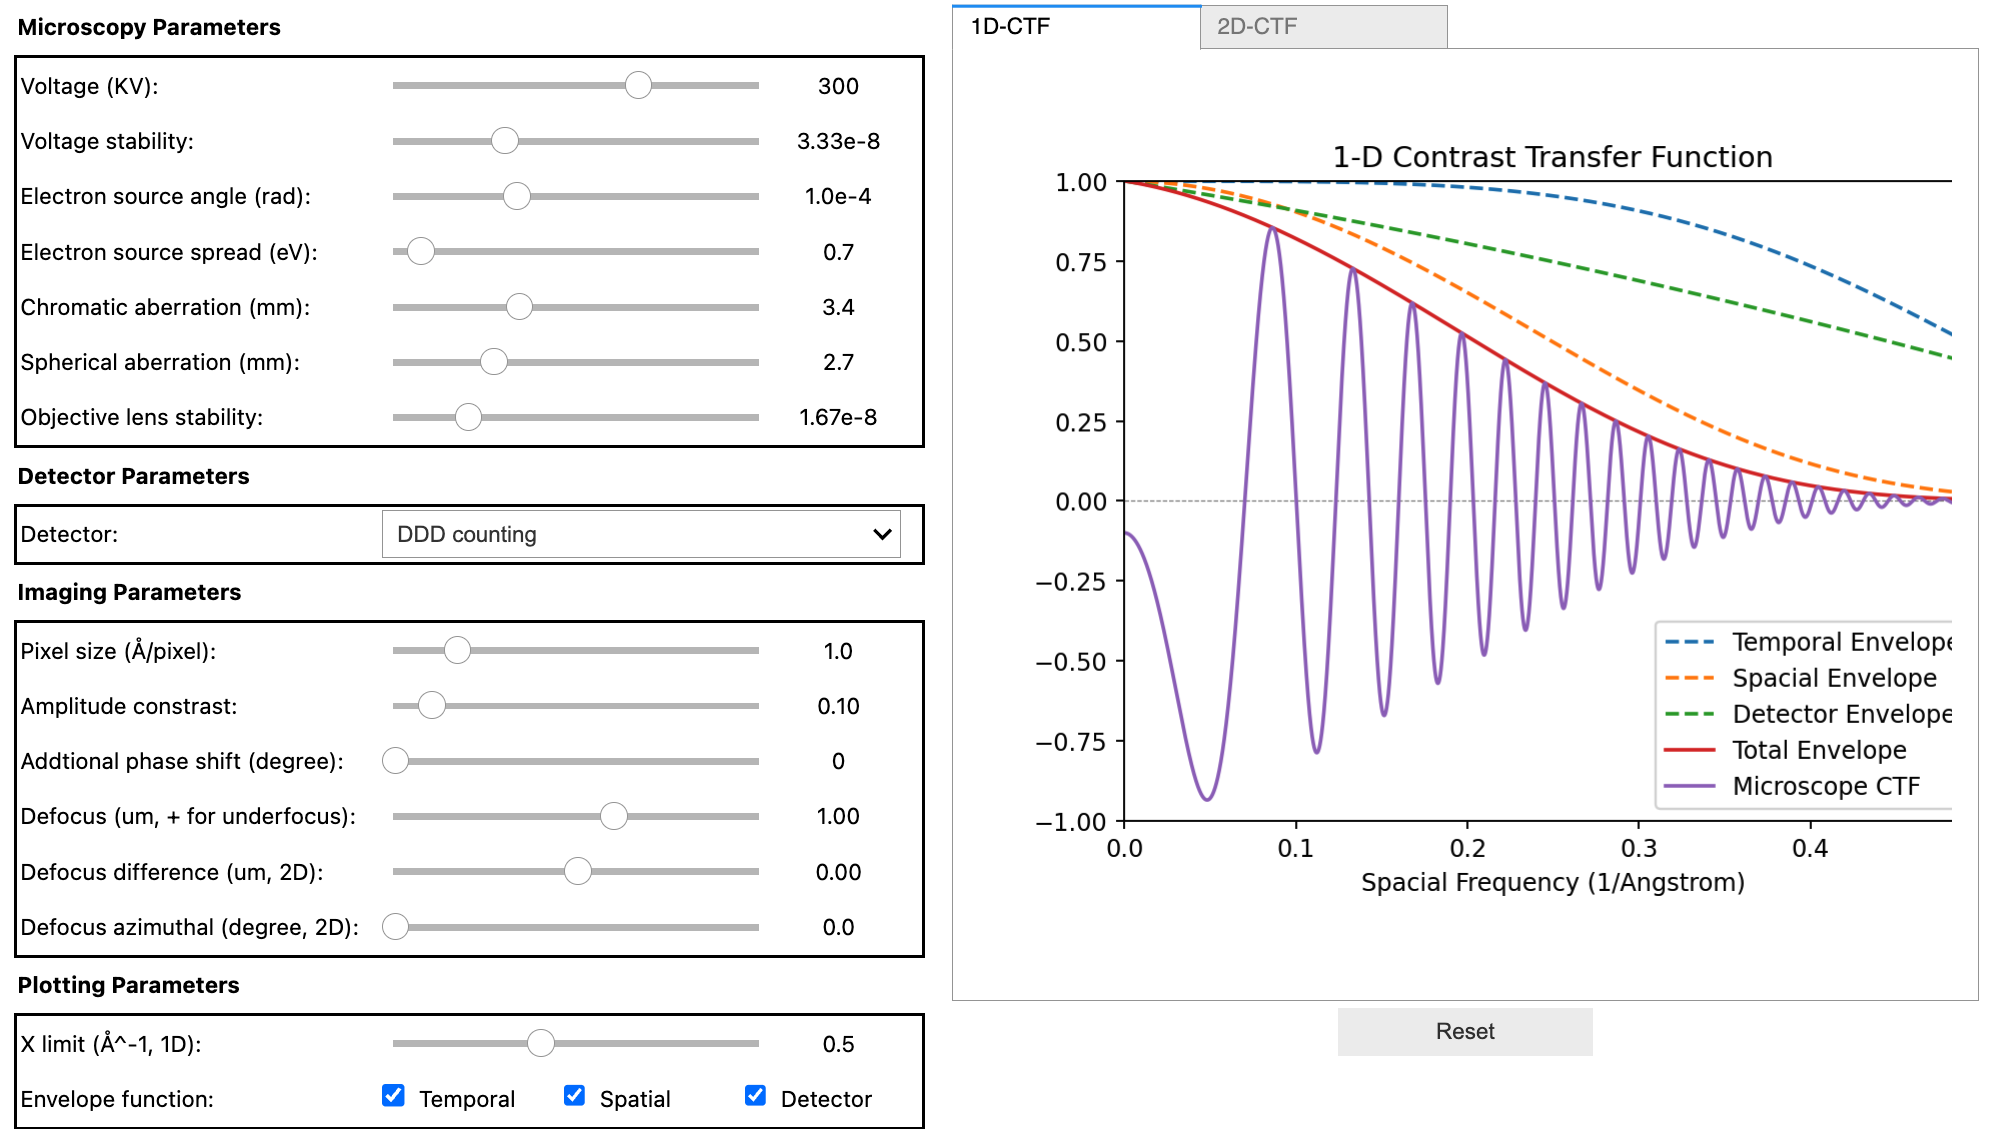 Microscopy Parameters
Voltage (KV): 300
Voltage stability: 3.33e-8
Electron source angle (rad): 1.0e-4
Electron source spread (eV): 0.7
Chromatic aberration (mm): 3.4
Spherical aberration (mm): 2.7
Objective lens stability: 1.67e-8
Detector Parameters
Detector: DDD counting
Imaging Parameters
Pixel size (Å/pixel): 1.0
Amplitude constrast: 0.10
Addtional phase shift (degree): 0
Defocus (um, + for underfocus): 1.00
Defocus difference (um, 2D): 0.00
Defocus azimuthal (degree, 2D): 0.0
Plotting Parameters
X limit (Å^-1, 1D): 0.5
Envelope function: Temporal Spatial Detector
1D-CTF 2D-CTF
1-D Contrast Transfer Function
1.00
0.75
0.50
0.25
0.00
−0.25
−0.50
−0.75
−1.00
0.0 0.1 0.2 0.3 0.4
Spacial Frequency (1/Angstrom)
Temporal Envelope
Spacial Envelope
Detector Envelope
Total Envelope
Microscope CTF
Reset